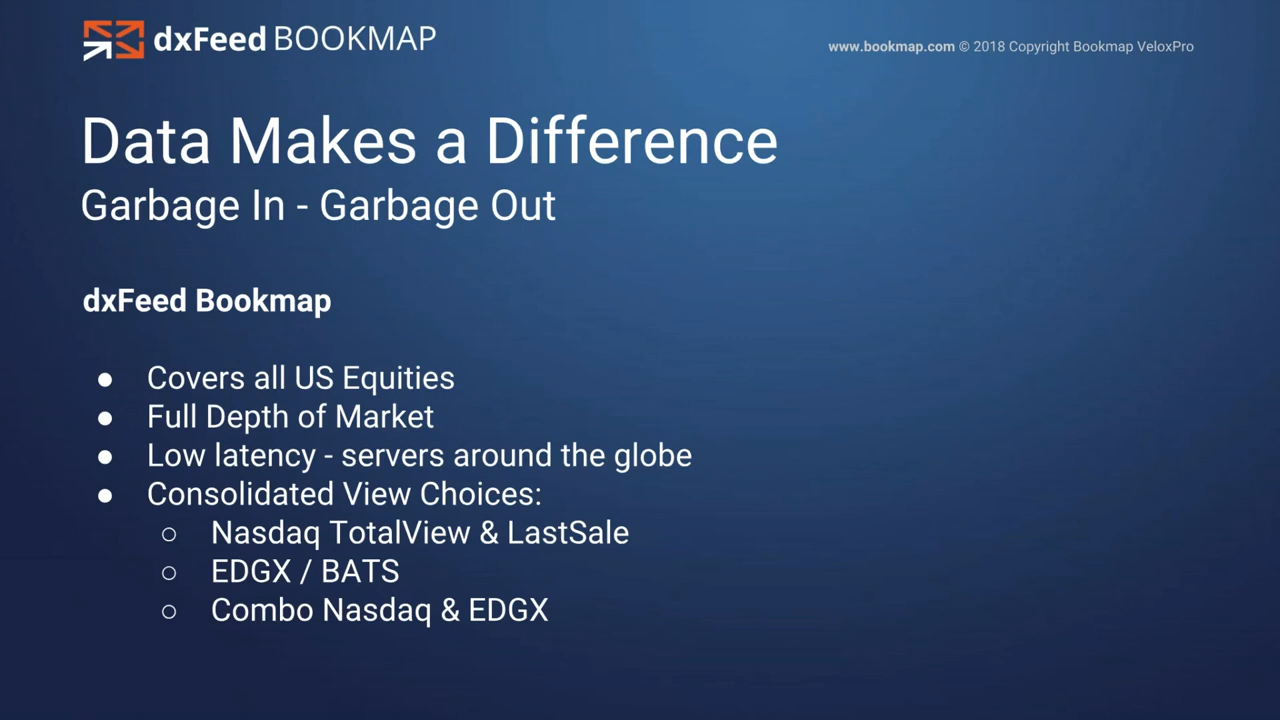 dxFeed BOOKMAP
www.bookmap.com © 2018 Copyright Bookmap VeloxPro
Data Makes a Difference
Garbage In - Garbage Out
dxFeed Bookmap
● Covers all US Equities
● Full Depth of Market
● Low latency - servers around the globe
● Consolidated View Choices:
○ Nasdaq TotalView & LastSale
○ EDGX / BATS
○ Combo Nasdaq & EDGX